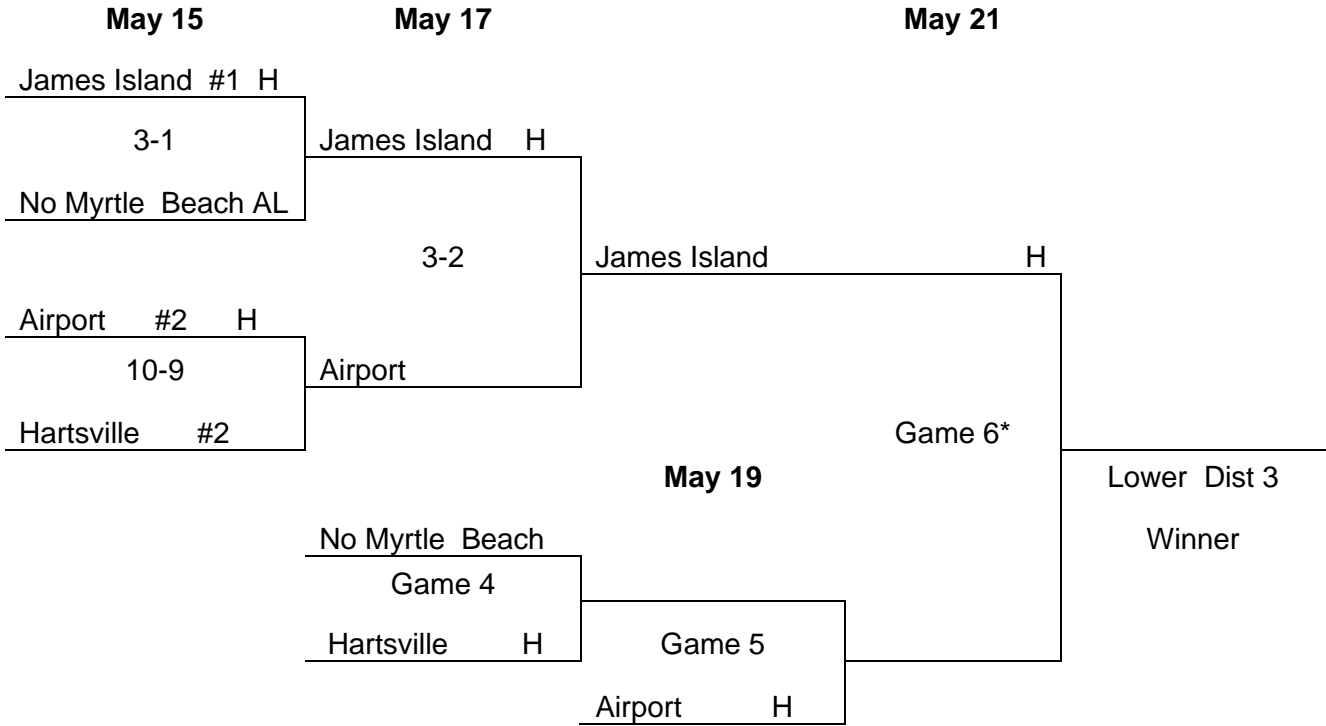 May 15 May 17 May 21
James Island #1 H
3-1 James Island H
No Myrtle Beach AL
3-2 James Island H
Airport #2 H
10-9 Airport
Hartsville #2 Game 6*
May 19 Lower Dist 3
No Myrtle Beach Winner
Game 4
Hartsville H Game 5
Airport H